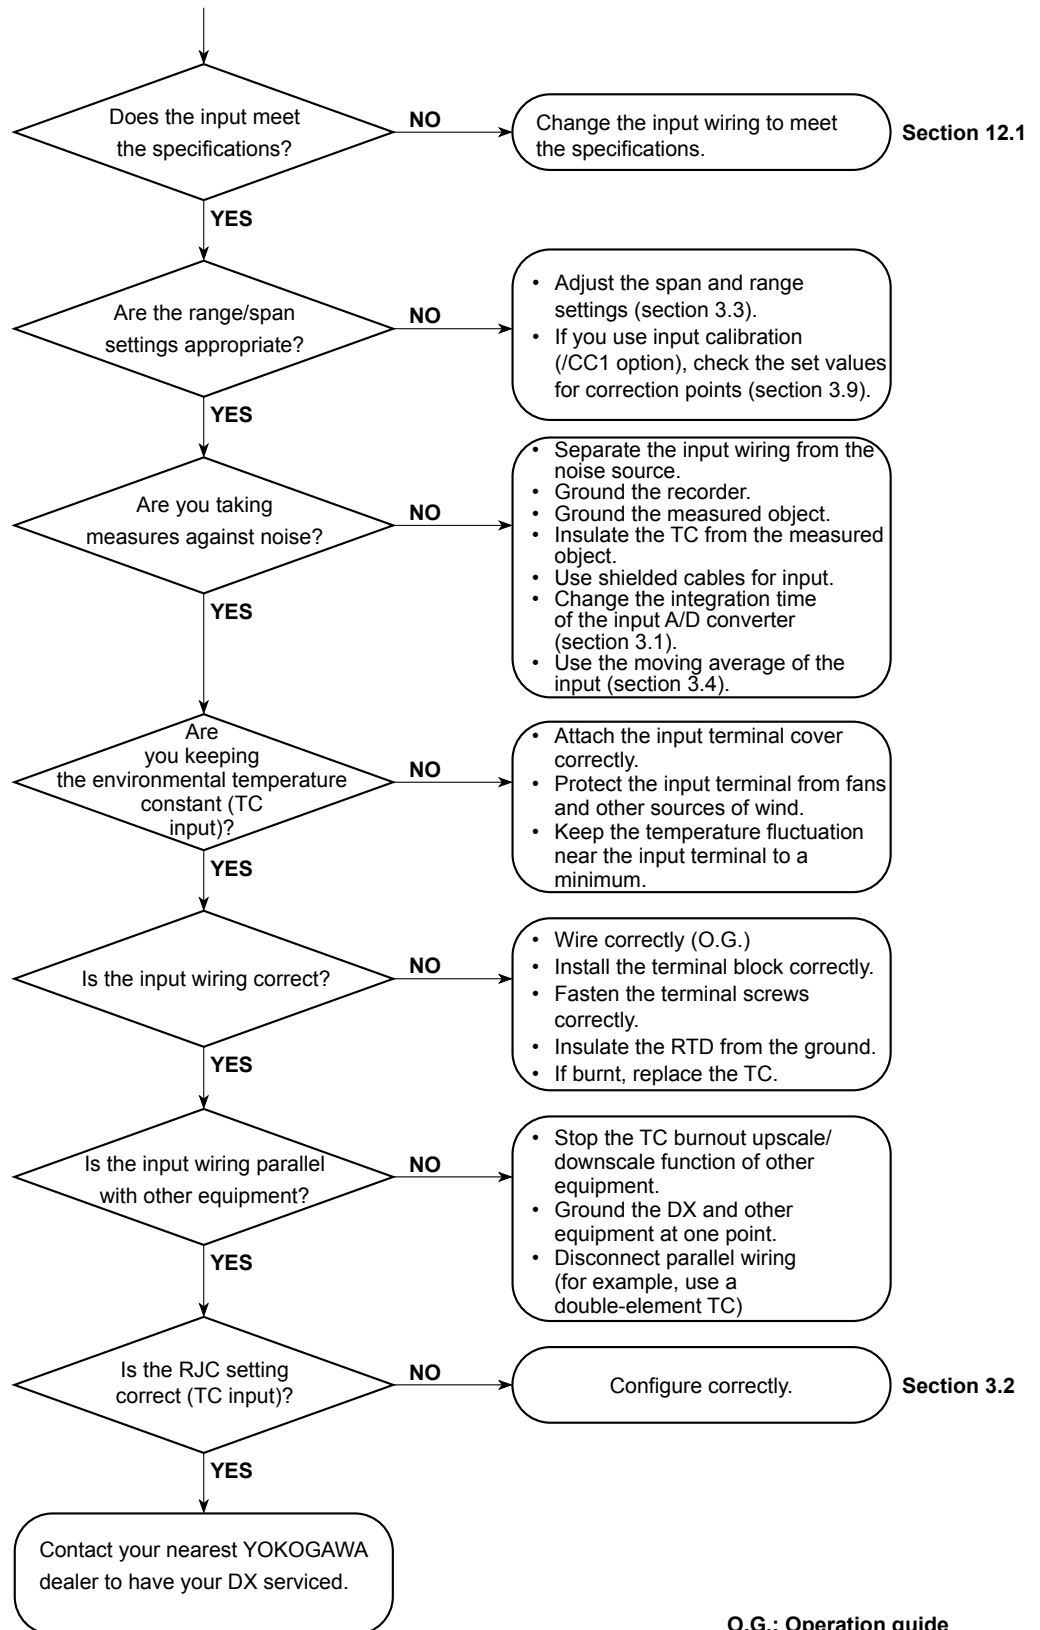 Does the input meet
the specifications?
NO
Change the input wiring to meet
the specifications.
Section 12.1
YES
Are the range/span
settings appropriate?
NO
• Adjust the span and range
settings (section 3.3).
• If you use input calibration
(/CC1 option), check the set values
for correction points (section 3.9).
YES
Are you taking
measures against noise?
NO
• Separate the input wiring from the
noise source.
• Ground the recorder.
• Ground the measured object.
• Insulate the TC from the measured
object.
• Use shielded cables for input.
• Change the integration time
of the input A/D converter
(section 3.1).
• Use the moving average of the
input (section 3.4).
YES
Are
you keeping
the environmental temperature
constant (TC
input)?
NO
• Attach the input terminal cover
correctly.
• Protect the input terminal from fans
and other sources of wind.
• Keep the temperature fluctuation
near the input terminal to a
minimum.
YES
Is the input wiring correct?
NO
• Wire correctly (O.G.)
• Install the terminal block correctly.
• Fasten the terminal screws
correctly.
• Insulate the RTD from the ground.
• If burnt, replace the TC.
YES
Is the input wiring parallel
with other equipment?
NO
• Stop the TC burnout upscale/
downscale function of other
equipment.
• Ground the DX and other
equipment at one point.
• Disconnect parallel wiring
(for example, use a
double-element TC)
YES
Is the RJC setting
correct (TC input)?
NO
Configure correctly.
Section 3.2
YES
Contact your nearest YOKOGAWA
dealer to have your DX serviced.
O.G.: Operation guide